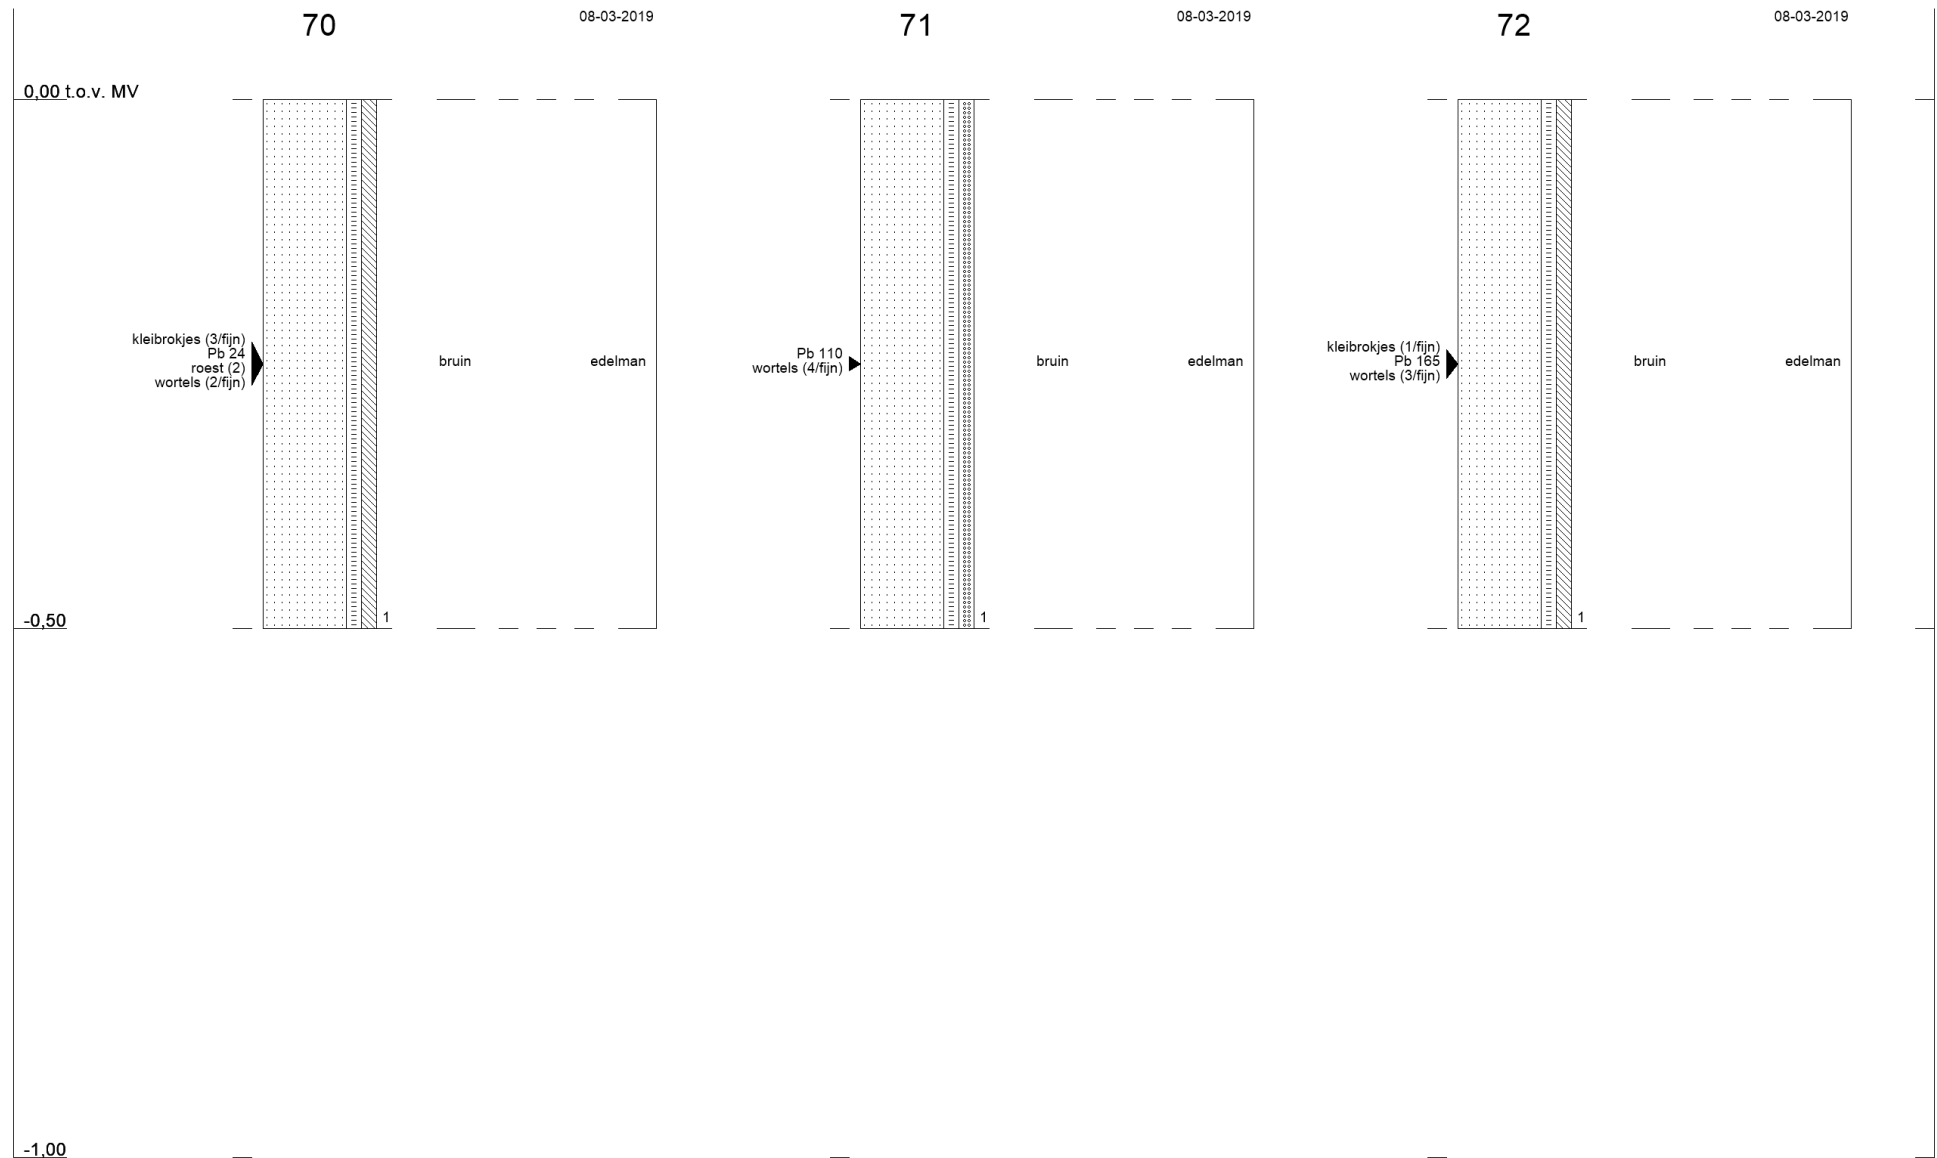 70
08-03-2019
71
08-03-2019
72
08-03-2019
0,00 t.o.v. MV
kleibrokjes (3/fijn)
Pb 24
roest (2)
wortels (2/fijn)
bruin
edelman
1
Pb 110
wortels (4/fijn)
bruin
edelman
1
kleibrokjes (1/fijn)
Pb 165
wortels (3/fijn)
bruin
edelman
1
-0,50
-1,00